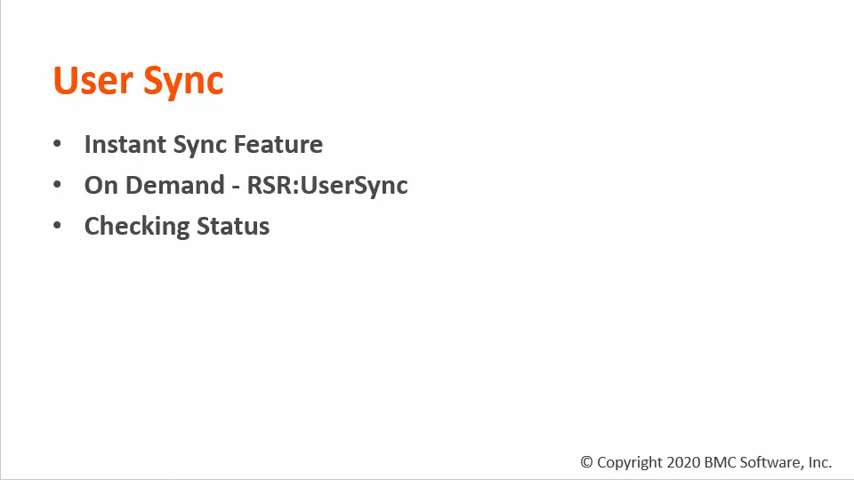 User Sync
• Instant Sync Feature
• On Demand - RSR:UserSync
• Checking Status
© Copyright 2020 BMC Software, Inc.